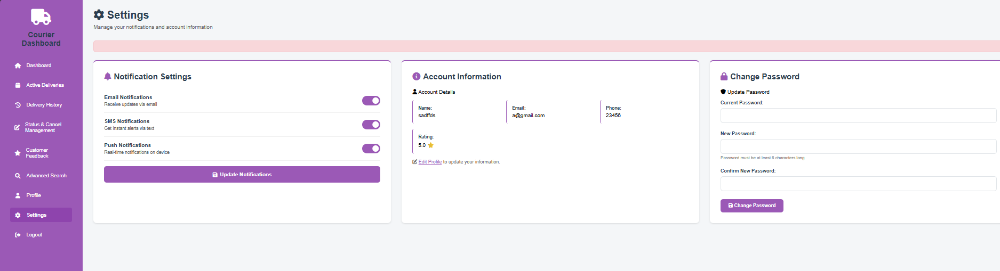 Courier
Dashboard
Dashboard
Active Deliveries
Delivery History
Status & Cancel
Management
Customer
Feedback
Advanced Search
Profile
Settings
Logout
Settings
Manage your notifications and account information
Notification Settings
Email Notifications
Receive updates via email
SMS Notifications
Get instant alerts via text
Push Notifications
Real-time notifications on device
Update Notifications
Account Information
Account Details
Name:
sadffds
Email:
a@gmail.com
Phone:
23456
Rating:
5.0
Edit Profile to update your information.
Change Password
Update Password
Current Password:
New Password:
Password must be at least 6 characters long
Confirm New Password:
Change Password